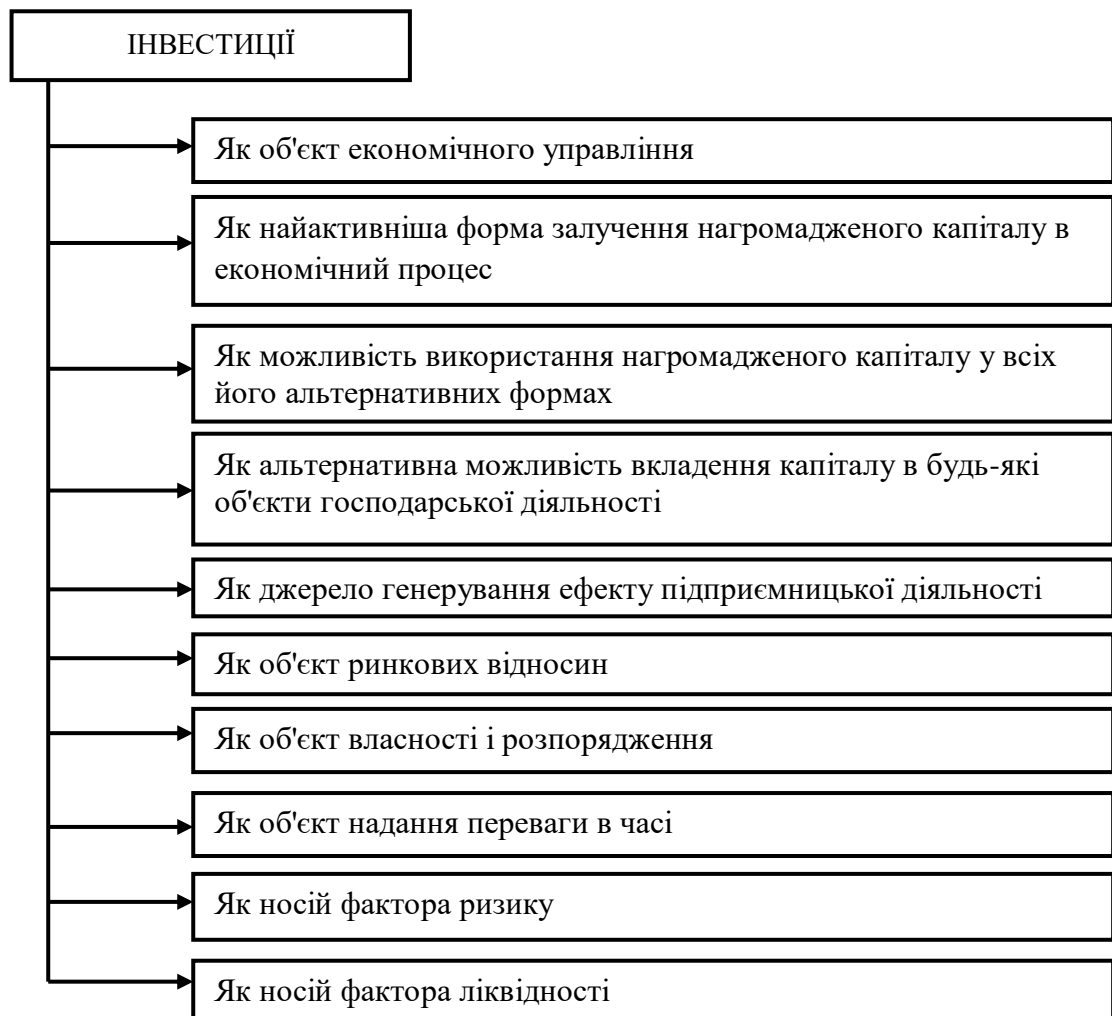 ІНВЕСТИЦІЇ
Як об'єкт економічного управління
Як найактивніша форма залучення нагромадженого капіталу в
економічний процес
Як можливість використання нагромадженого капіталу у всіх
його альтернативних формах
Як альтернативна можливість вкладення капіталу в будь-які
об'єкти господарської діяльності
Як джерело генерування ефекту підприємницької діяльності
Як об'єкт ринкових відносин
Як об'єкт власності і розпорядження
Як об'єкт надання переваги в часі
Як носій фактора ризику
Як носій фактора ліквідності